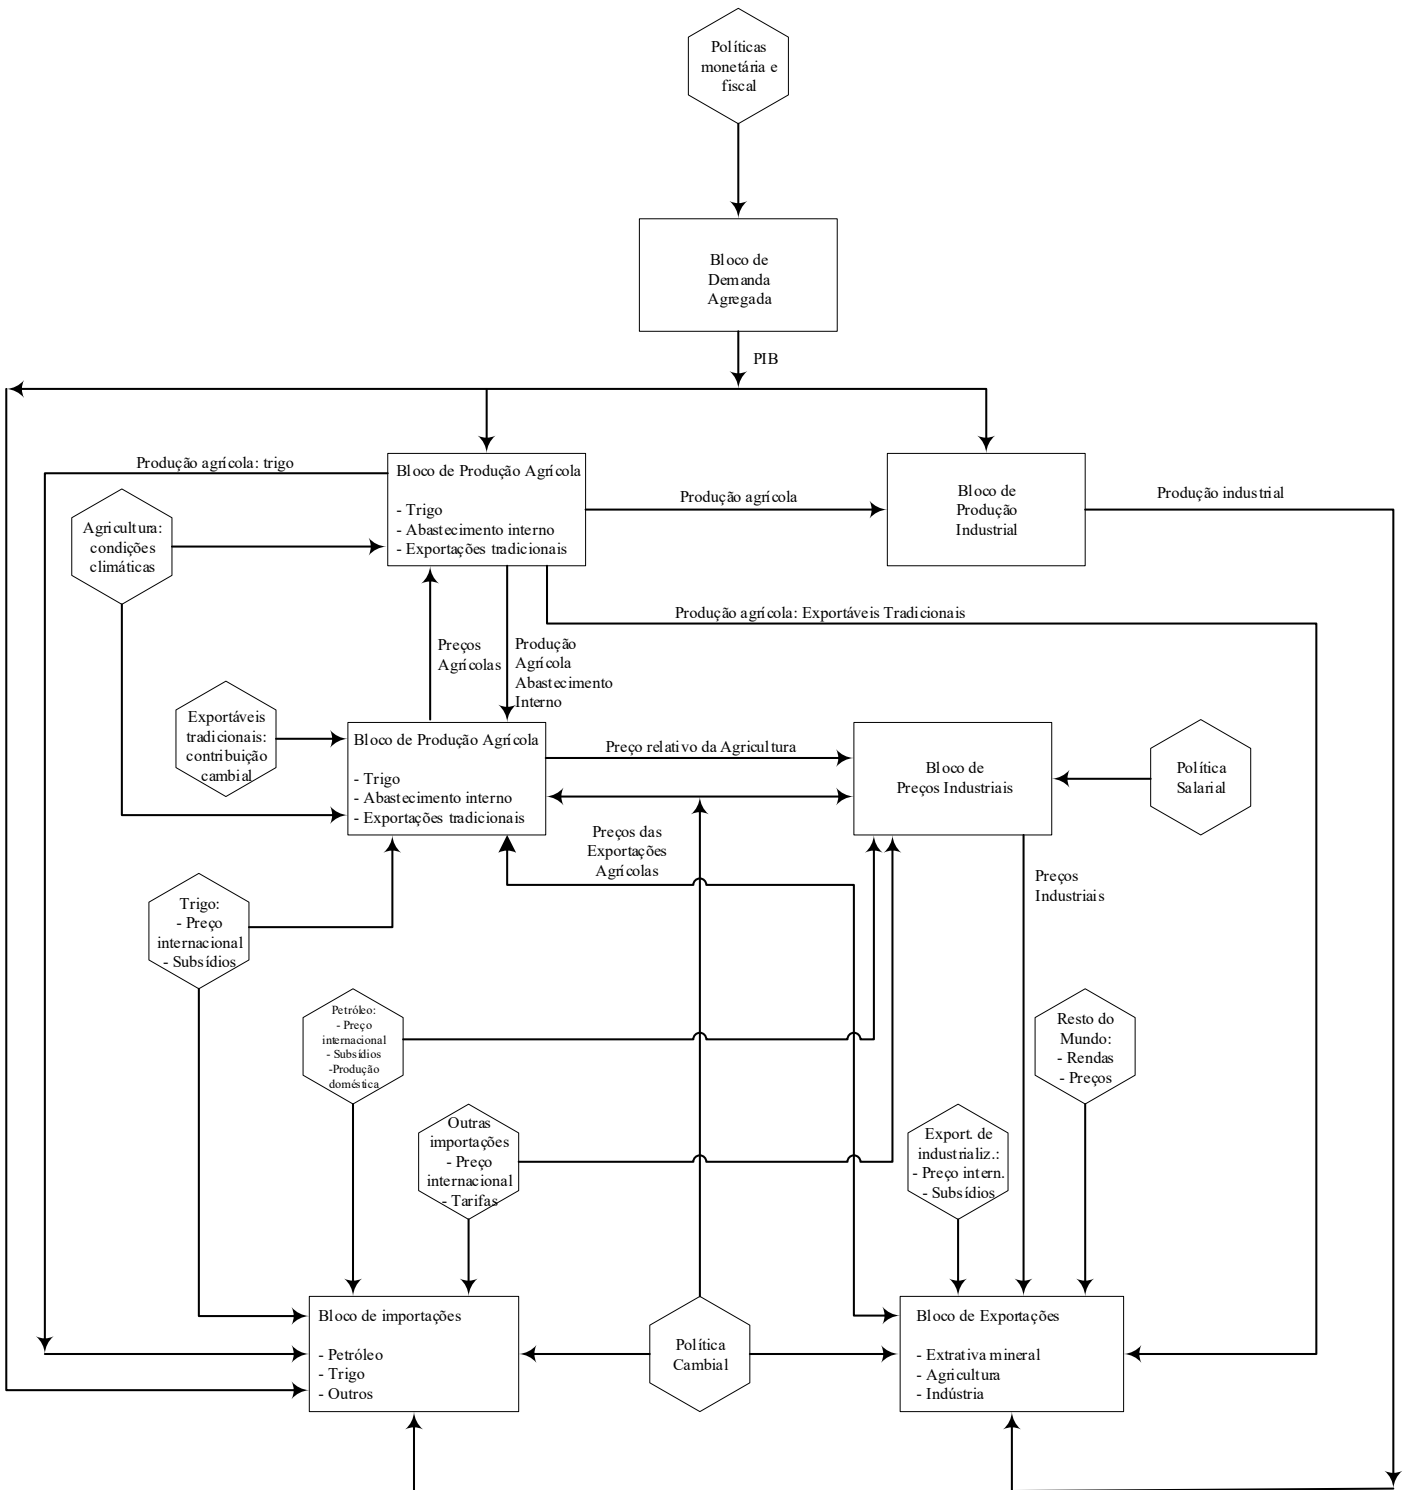 Políticas
monetária e
fiscal
Bloco de
Demanda
Agregada
PIB
Produção agrícola: trigo
Bloco de Produção Agrícola
- Trigo
- Abastecimento interno
- Exportações tradicionais
Produção agrícola
Bloco de
Produção
Industrial
Produção industrial
Agricultura:
condições
climáticas
Produção agrícola: Exportáveis Tradicionais
Preços
Agrícolas
Produção
Agrícola
Abastecimento
Interno
Exportáveis
tradicionais:
contribuição
cambial
Bloco de Produção Agrícola
- Trigo
- Abastecimento interno
- Exportações tradicionais
Preço relativo da Agricultura
Bloco de
Preços Industriais
Política
Salarial
Preços das
Exportações
Agrícolas
Preços
Industriais
Trigo:
- Preço
internacional
- Subsídios
Petróleo:
- Preço
internacional
- Subsídios
-Produção
doméstica
Resto do
Mundo:
- Rendas
- Preços
Outras
importações
- Preço
internacional
- Tarifas
Export. de
industrializ.:
- Preço intern.
- Subsídios
Bloco de importações
- Petróleo
- Trigo
- Outros
Política
Cambial
Bloco de Exportações
- Extrativa mineral
- Agricultura
- Indústria